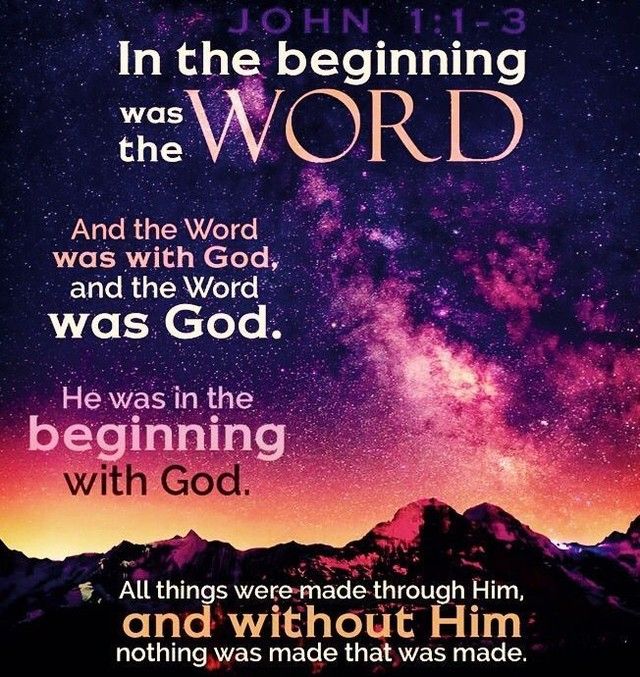 JOHN 1:1-3
In the beginning
was
the WORD
And the Word
was with God,
and the Word
was God.
He was in the
beginning
with God.
All things were made through Him,
and without Him
nothing was made that was made.